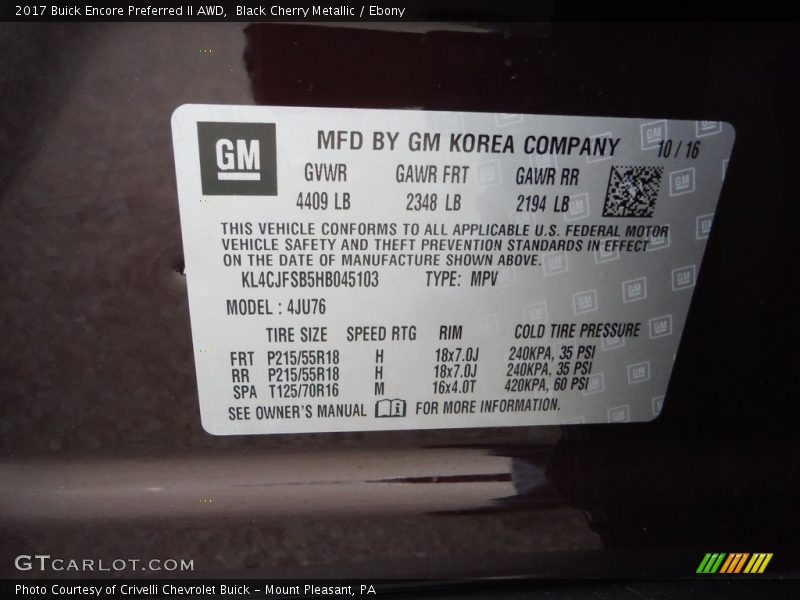 2017 Buick Encore Preferred II AWD,  Black Cherry Metallic / Ebony
GM
MFD BY GM KOREA COMPANY 10 / 16
GVWR GAWR FRT GAWR RR
4409 LB 2348 LB 2194 LB
THIS VEHICLE CONFORMS TO ALL APPLICABLE U.S. FEDERAL MOTOR
VEHICLE SAFETY AND THEFT PREVENTION STANDARDS IN EFFECT
ON THE DATE OF MANUFACTURE SHOWN ABOVE.
KL4CJFSB5HB045103 TYPE: MPV
MODEL : 4JU76
TIRE SIZE SPEED RTG RIM COLD TIRE PRESSURE
FRT P215/55R18 H 18x7.0J 240KPA, 35 PSI
RR P215/55R18 H 18x7.0J 240KPA, 35 PSI
SPA T125/70R16 M 16x4.0T 420KPA, 60 PSI
SEE OWNER'S MANUAL FOR MORE INFORMATION.
GTCARLOT.COM
Photo Courtesy of Crivelli Chevrolet Buick – Mount Pleasant, PA